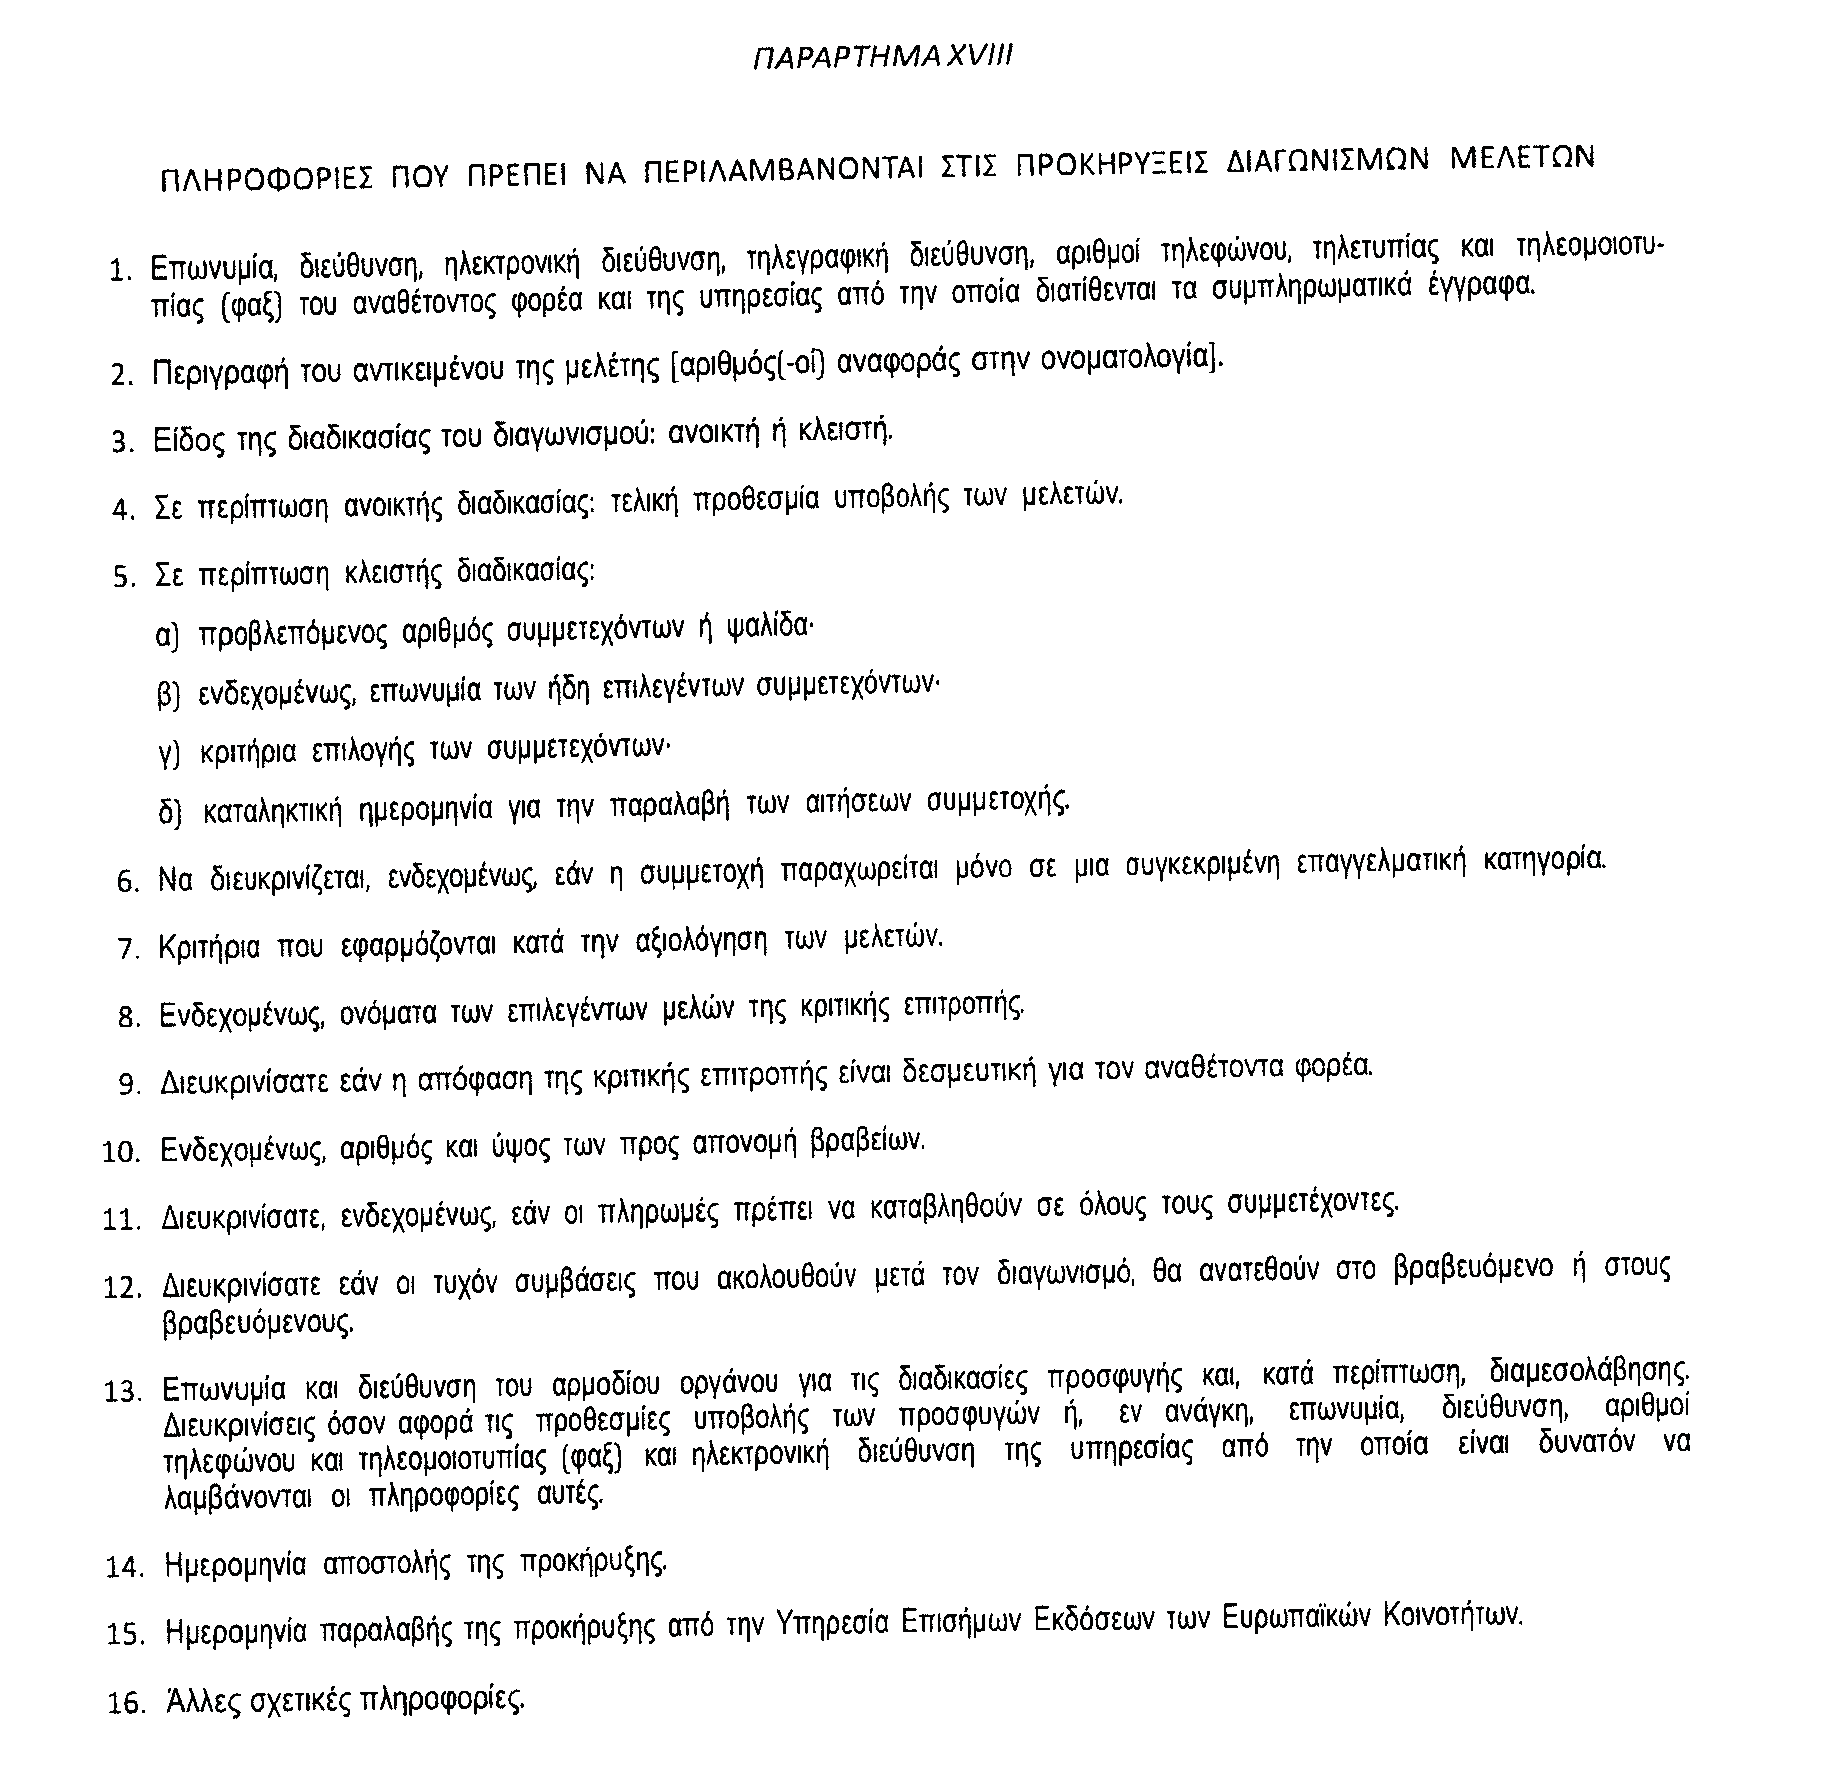 ΠΑΡΑΡΤΗΜΑ XVIII
ΠΛΗΡΟΦΟΡΙΕΣ ΠΟΥ ΠΡΕΠΕΙ ΝΑ ΠΕΡΙΛΑΜΒΑΝΟΝΤΑΙ ΣΤΙΣ ΠΡΟΚΗΡΥΞΕΙΣ ΔΙΑΓΩΝΙΣΜΩΝ ΜΕΛΕΤΩΝ
1. Επωνυμία, διεύθυνση, ηλεκτρονική διεύθυνση, τηλεγραφική διεύθυνση, αριθμοί τηλεφώνου, τηλετυπίας και τηλεομοιοτυ-
πίας (φαξ) του αναθέτοντος φορέα και της υπηρεσίας από την οποία διατίθενται τα συμπληρωματικά έγγραφα.
2. Περιγραφή του αντικειμένου της μελέτης [αριθμός(-οί) αναφοράς στην ονοματολογία].
3. Είδος της διαδικασίας του διαγωνισμού: ανοικτή ή κλειστή.
4. Σε περίπτωση ανοικτής διαδικασίας: τελική προθεσμία υποβολής των μελετών.
5. Σε περίπτωση κλειστής διαδικασίας:
α) προβλεπόμενος αριθμός συμμετεχόντων ή ψαλίδα·
β) ενδεχομένως, επωνυμία των ήδη επιλεγέντων συμμετεχόντων·
γ) κριτήρια επιλογής των συμμετεχόντων·
δ) καταληκτική ημερομηνία για την παραλαβή των αιτήσεων συμμετοχής.
6. Να διευκρινίζεται, ενδεχομένως, εάν η συμμετοχή παραχωρείται μόνο σε μια συγκεκριμένη επαγγελματική κατηγορία.
7. Κριτήρια που εφαρμόζονται κατά την αξιολόγηση των μελετών.
8. Ενδεχομένως, ονόματα των επιλεγέντων μελών της κριτικής επιτροπής.
9. Διευκρινίσατε εάν η απόφαση της κριτικής επιτροπής είναι δεσμευτική για τον αναθέτοντα φορέα.
10. Ενδεχομένως, αριθμός και ύψος των προς απονομή βραβείων.
11. Διευκρινίσατε, ενδεχομένως, εάν οι πληρωμές πρέπει να καταβληθούν σε όλους τους συμμετέχοντες.
12. Διευκρινίσατε εάν οι τυχόν συμβάσεις που ακολουθούν μετά τον διαγωνισμό, θα ανατεθούν στο βραβευόμενο ή στους
βραβευόμενους.
13. Επωνυμία και διεύθυνση του αρμοδίου οργάνου για τις διαδικασίες προσφυγής και, κατά περίπτωση, διαμεσολάβησης.
Διευκρινίσεις όσον αφορά τις προθεσμίες υποβολής των προσφυγών ή, εν ανάγκη, επωνυμία, διεύθυνση, αριθμοί
τηλεφώνου και τηλεομοιοτυπίας (φαξ) και ηλεκτρονική διεύθυνση της υπηρεσίας από την οποία είναι δυνατόν να
λαμβάνονται οι πληροφορίες αυτές.
14. Ημερομηνία αποστολής της προκήρυξης.
15. Ημερομηνία παραλαβής της προκήρυξης από την Υπηρεσία Επισήμων Εκδόσεων των Ευρωπαϊκών Κοινοτήτων.
16. Άλλες σχετικές πληροφορίες.